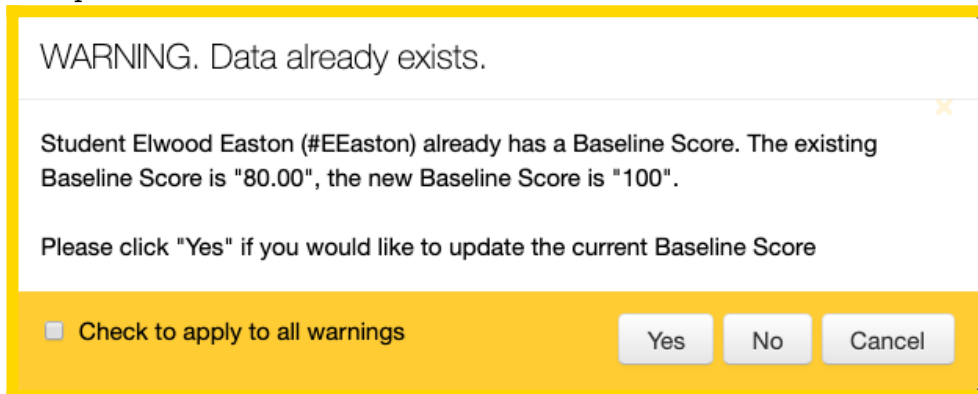 WARNING. Data already exists.
Student Elwood Easton (#EEaston) already has a Baseline Score. The existing
Baseline Score is "80.00", the new Baseline Score is "100".
Please click "Yes" if you would like to update the current Baseline Score
Check to apply to all warnings
Yes
No
Cancel